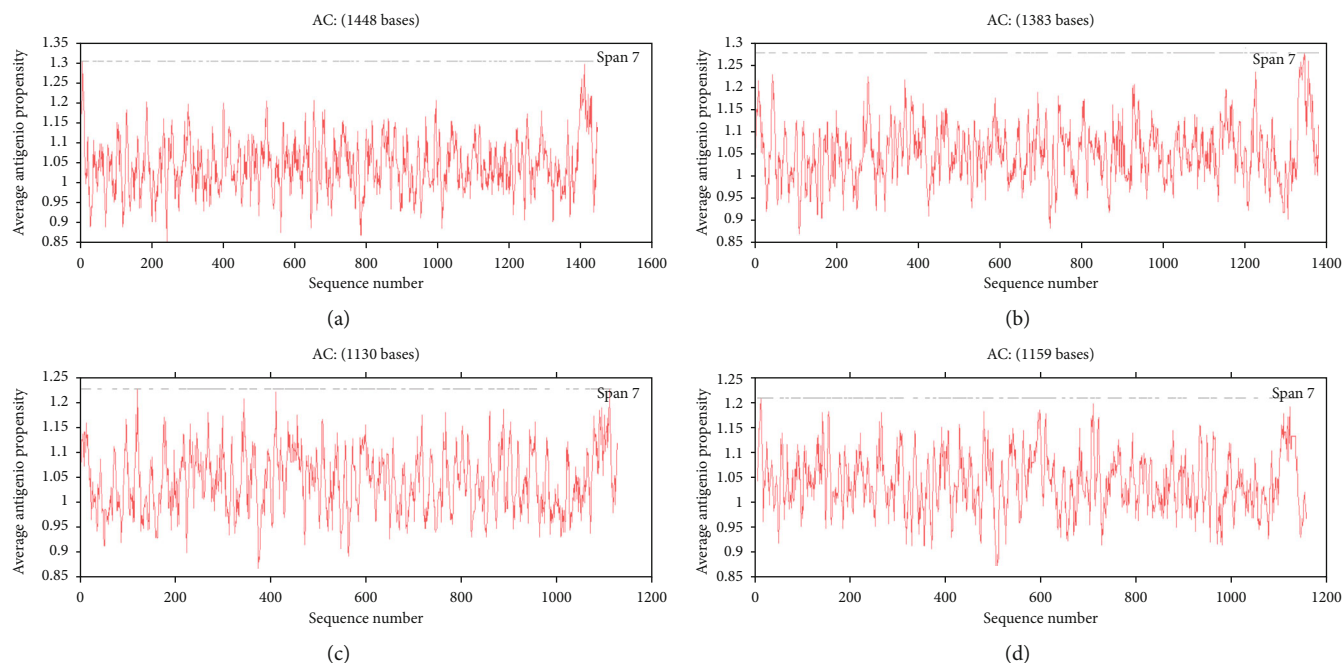 AC: (1448 bases)
1.35
1.3
1.25
1.2
1.15
1.1
1.05
1
0.95
0.9
0.85
Average antigenio propensity
Span 7
0 200 400 600 800 1000 1200 1400 1600
Sequence number
(a)
AC: (1383 bases)
1.3
1.25
1.2
1.15
1.1
1.05
1
0.95
0.9
0.85
Average antigenio propensity
Span 7
0 200 400 600 800 1000 1200 1400
Sequence number
(b)
AC: (1130 bases)
1.25
1.2
1.15
1.1
1.05
1
0.95
0.9
0.85
Average antigenio propensity
Span 7
0 200 400 600 800 1000 1200
Sequence number
(c)
AC: (1159 bases)
1.25
1.2
1.15
1.1
1.05
1
0.95
0.9
0.85
Average antigenio propensity
Span 7
0 200 400 600 800 1000 1200
Sequence number
(d)